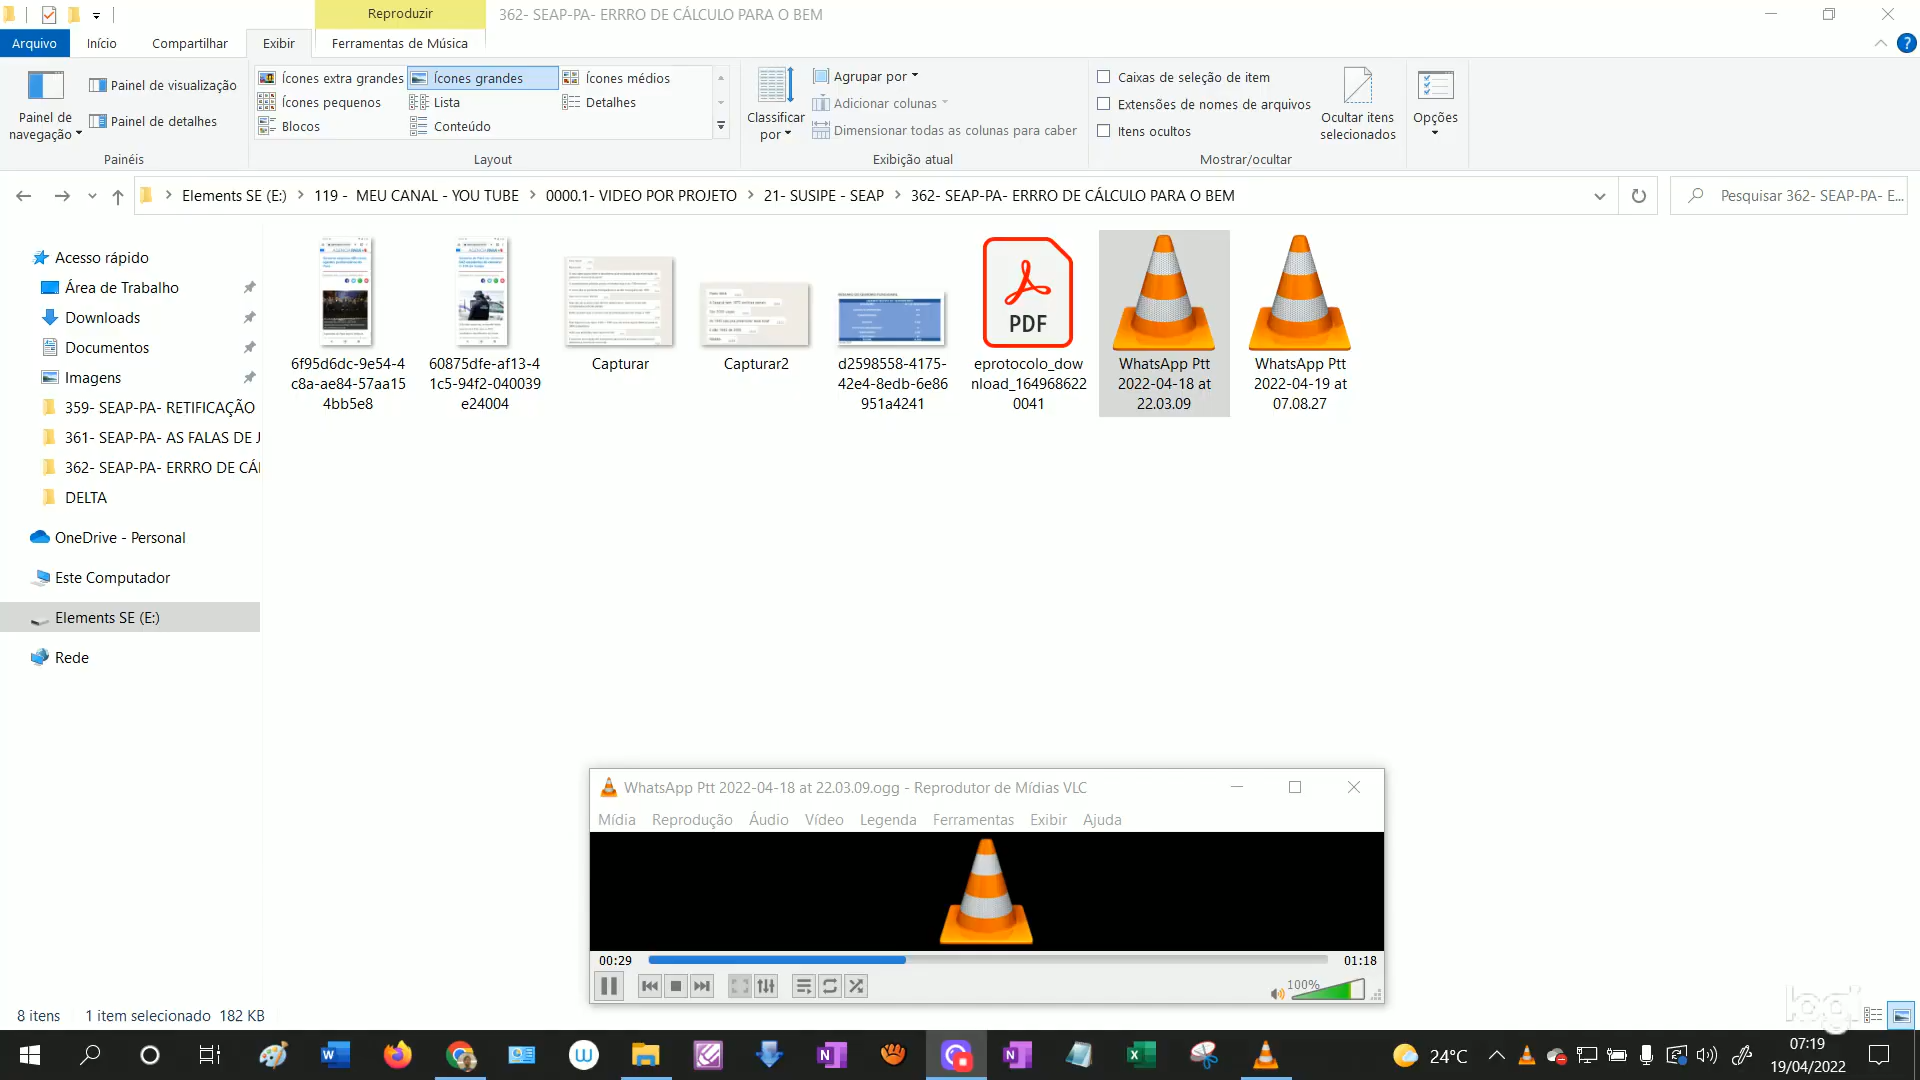 Reproduzir
362- SEAP-PA- ERRRO DE CÁLCULO PARA O BEM
Arquivo
Início
Compartilhar
Exibir
Ferramentas de Música
Painel de navegação
Painel de visualização
Painel de detalhes
Painéis
Ícones extra grandes
Ícones grandes
Ícones médios
Ícones pequenos
Lista
Detalhes
Blocos
Conteúdo
Layout
Classificar por
Agrupar por
Adicionar colunas
Dimensionar todas as colunas para caber
Exibição atual
Caixas de seleção de item
Extensões de nomes de arquivos
Itens ocultos
Ocultar itens selecionados
Mostrar/ocultar
Opções
Elements SE (E:)
119 - MEU CANAL - YOU TUBE
0000.1- VIDEO POR PROJETO
21- SUSIPE - SEAP
362- SEAP-PA- ERRRO DE CÁLCULO PARA O BEM
Pesquisar 362- SEAP-PA- E...
Acesso rápido
Área de Trabalho
Downloads
Documentos
Imagens
359- SEAP-PA- RETIFICAÇÃO
361- SEAP-PA- AS FALAS DE J
362- SEAP-PA- ERRRO DE CÁL
DELTA
OneDrive - Personal
Este Computador
Elements SE (E:)
Rede
6f95d6dc-9e54-4
c8a-ae84-57aa15
4bb5e8
60875dfe-af13-4
1c5-94f2-040039
e24004
Capturar
Capturar2
d2598558-4175-
42e4-8edb-6e86
951a4241
PDF
eprotocolo_dow
nload_164968622
0041
WhatsApp Ptt
2022-04-18 at
22.03.09
WhatsApp Ptt
2022-04-19 at
07.08.27
WhatsApp Ptt 2022-04-18 at 22.03.09.ogg - Reprodutor de Mídias VLC
Mídia
Reprodução
Áudio
Vídeo
Legenda
Ferramentas
Exibir
Ajuda
00:29
01:18
100%
8 itens
1 item selecionado 182 KB
logi
24°C
07:19
19/04/2022